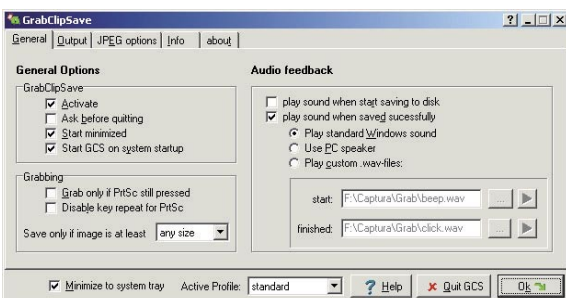 GrabClipSave
General Output JPEG options Info about
General Options
GrabClipSave
Activate
Ask before quitting
Start minimized
Start GCS on system startup
Grabbing
Grab only if PrtSc still pressed
Disable key repeat for PrtSc
Save only if image is at least any size
Audio feedback
play sound when start saving to disk
play sound when saved sucessfully
Play standard Windows sound
Use PC speaker
Play custom .wav-files:
start: F:\Captura\Grab\beep.wav ...
finished: F:\Captura\Grab\click.wav ...
Minimize to system tray Active Profile: standard Help Quit GCS Ok